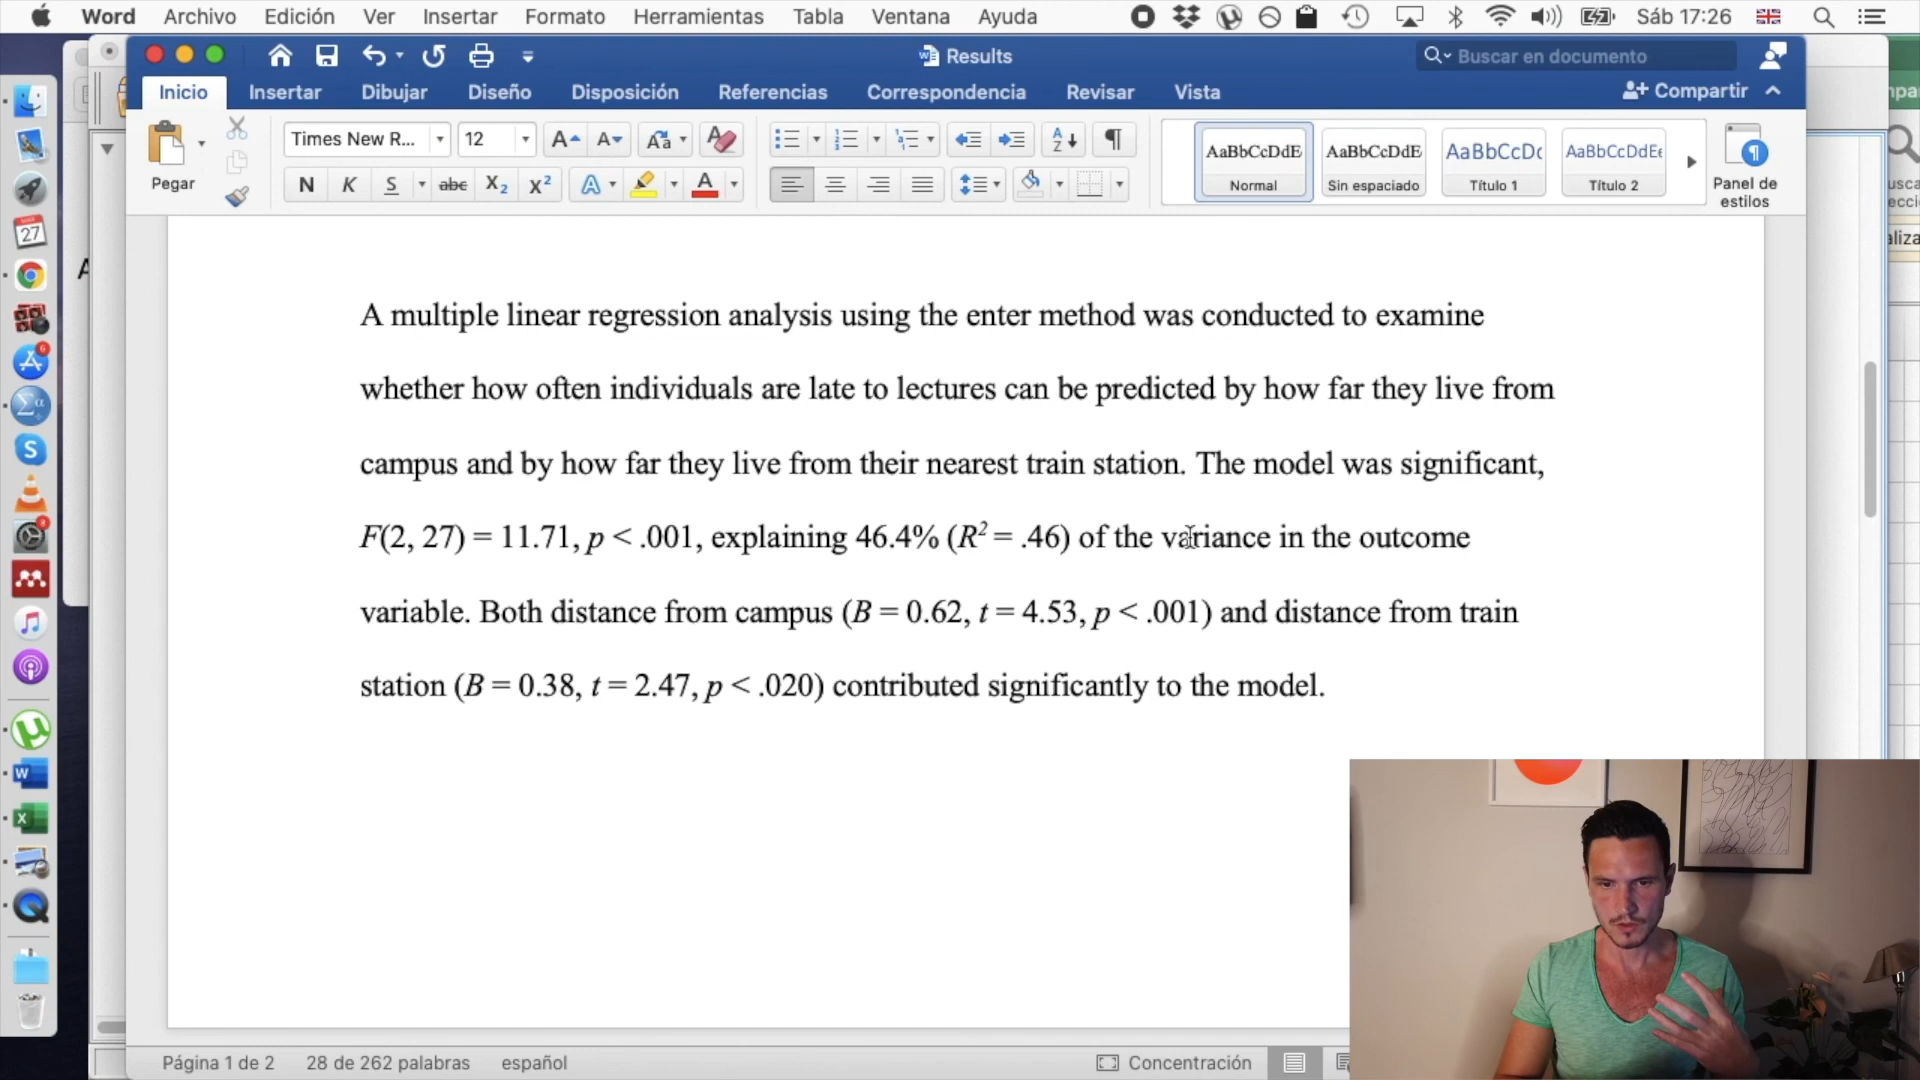 Word Archivo Edición Ver Insertar Formato Herramientas Tabla Ventana Ayuda Sáb 17:26
Results
Buscar en documento
Inicio Insertar Dibujar Diseño Disposición Referencias Correspondencia Revisar Vista Compartir
Pegar
Times New R... 12
N K S abc X₂ X² A A
AaBbCcDdE AaBbCcDdE AaBbCcDc AaBbCcDdEe
Normal Sin espaciado Título 1 Título 2
Panel de
estilos
A multiple linear regression analysis using the enter method was conducted to examine
whether how often individuals are late to lectures can be predicted by how far they live from
campus and by how far they live from their nearest train station. The model was significant,
F(2, 27) = 11.71, p < .001, explaining 46.4% (R² = .46) of the variance in the outcome
variable. Both distance from campus (B = 0.62, t = 4.53, p < .001) and distance from train
station (B = 0.38, t = 2.47, p < .020) contributed significantly to the model.
Página 1 de 2 28 de 262 palabras español Concentración